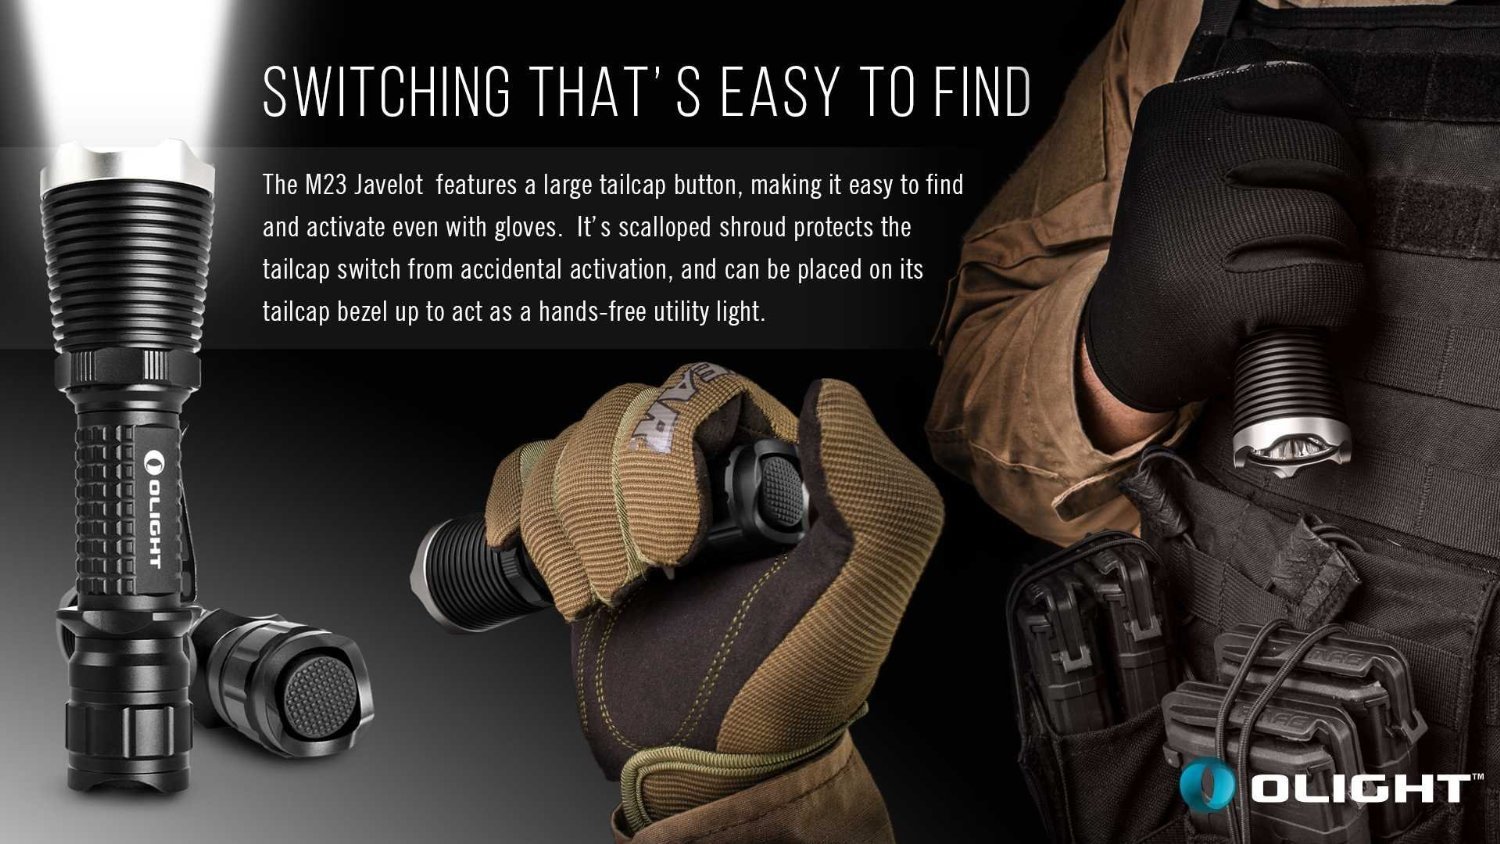 SWITCHING THAT'S EASY TO FIND
The M23 Javelot features a large tailcap button, making it easy to find
and activate even with gloves. It's scalloped shroud protects the
tailcap switch from accidental activation, and can be placed on its
tailcap bezel up to act as a hands-free utility light.
OLIGHT
EAR
OLIGHT™